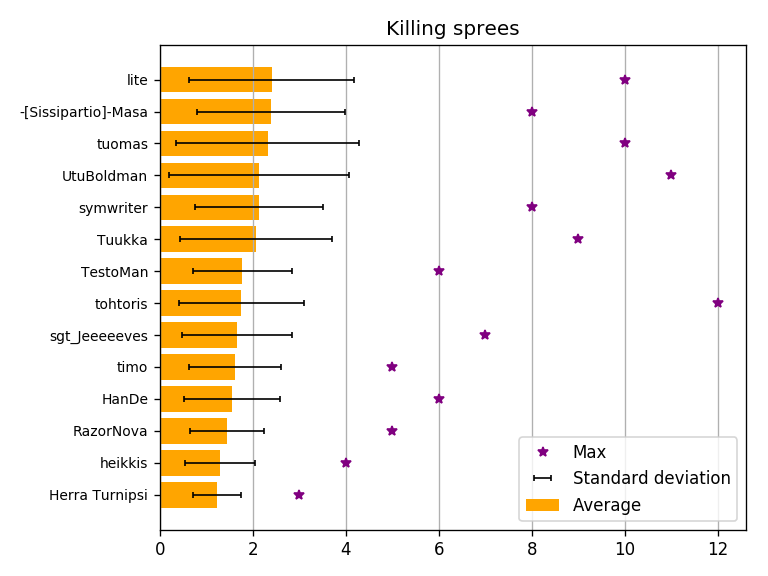 Killing sprees
lite
-[Sissipartio]-Masa
tuomas
UtuBoldman
symwriter
Tuukka
TestoMan
tohtoris
sgt_Jeeeeeves
timo
HanDe
RazorNova
heikkis
Herra Turnipsi
Max
Standard deviation
Average
0 2 4 6 8 10 12